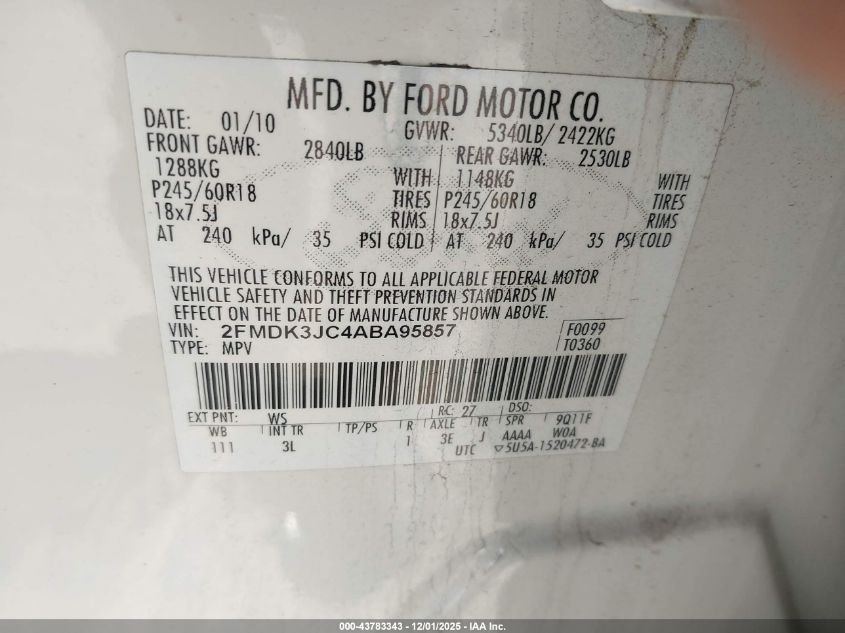 MFD. BY FORD MOTOR CO.
DATE: 01/10 GVWR: 5340LB/ 2422KG
FRONT GAWR: 2840LB REAR GAWR: 2530LB
1288KG WITH 1148KG WITH
P245/60R18 TIRES P245/60R18 TIRES
18x7.5J RIMS 18x7.5J RIMS
AT 240 kPa/ 35 PSI COLD AT 240 kPa/ 35 PSI COLD
THIS VEHICLE CONFORMS TO ALL APPLICABLE FEDERAL MOTOR
VEHICLE SAFETY AND THEFT PREVENTION STANDARDS IN
EFFECT ON THE DATE OF MANUFACTURE SHOWN ABOVE.
VIN: 2FMDK3JC4ABA95857 F0099
TYPE: MPV T0360
EXT PNT: WS RC: 27 DSO:
WB INT TR TP/PS R AXLE TR SPR 9Q11F
111 3L 1 3E J AAAA W0A
UTC ▽5U5A-1520472-BA
000-43783343 - 12/01/2025 - IAA Inc.